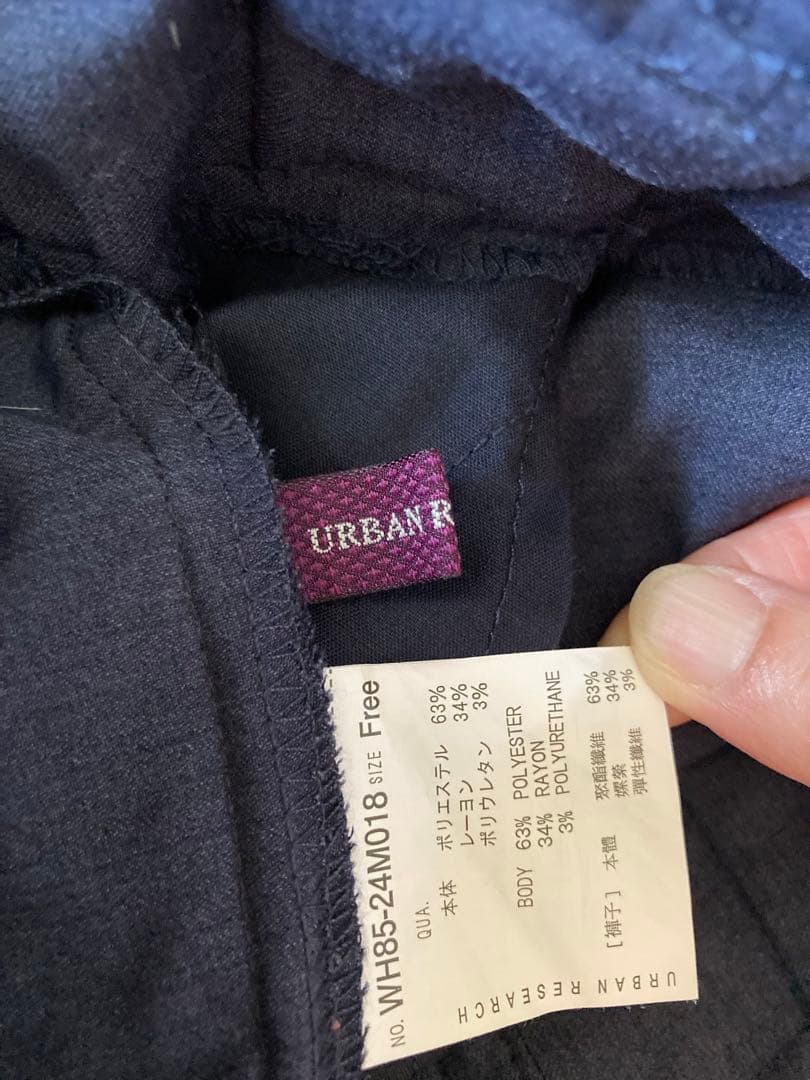 URBAN R
NO. WH85-24M018 SIZE Free
QUA.
本体 ポリエステル 63%
レーヨン 34%
ポリウレタン 3%
BODY 63% POLYESTER
34% RAYON
3% POLYURETHANE
[褲子] 本體 聚酯纖維 63%
嫘縈 34%
彈性纖維 3%
URBAN RESEARCH